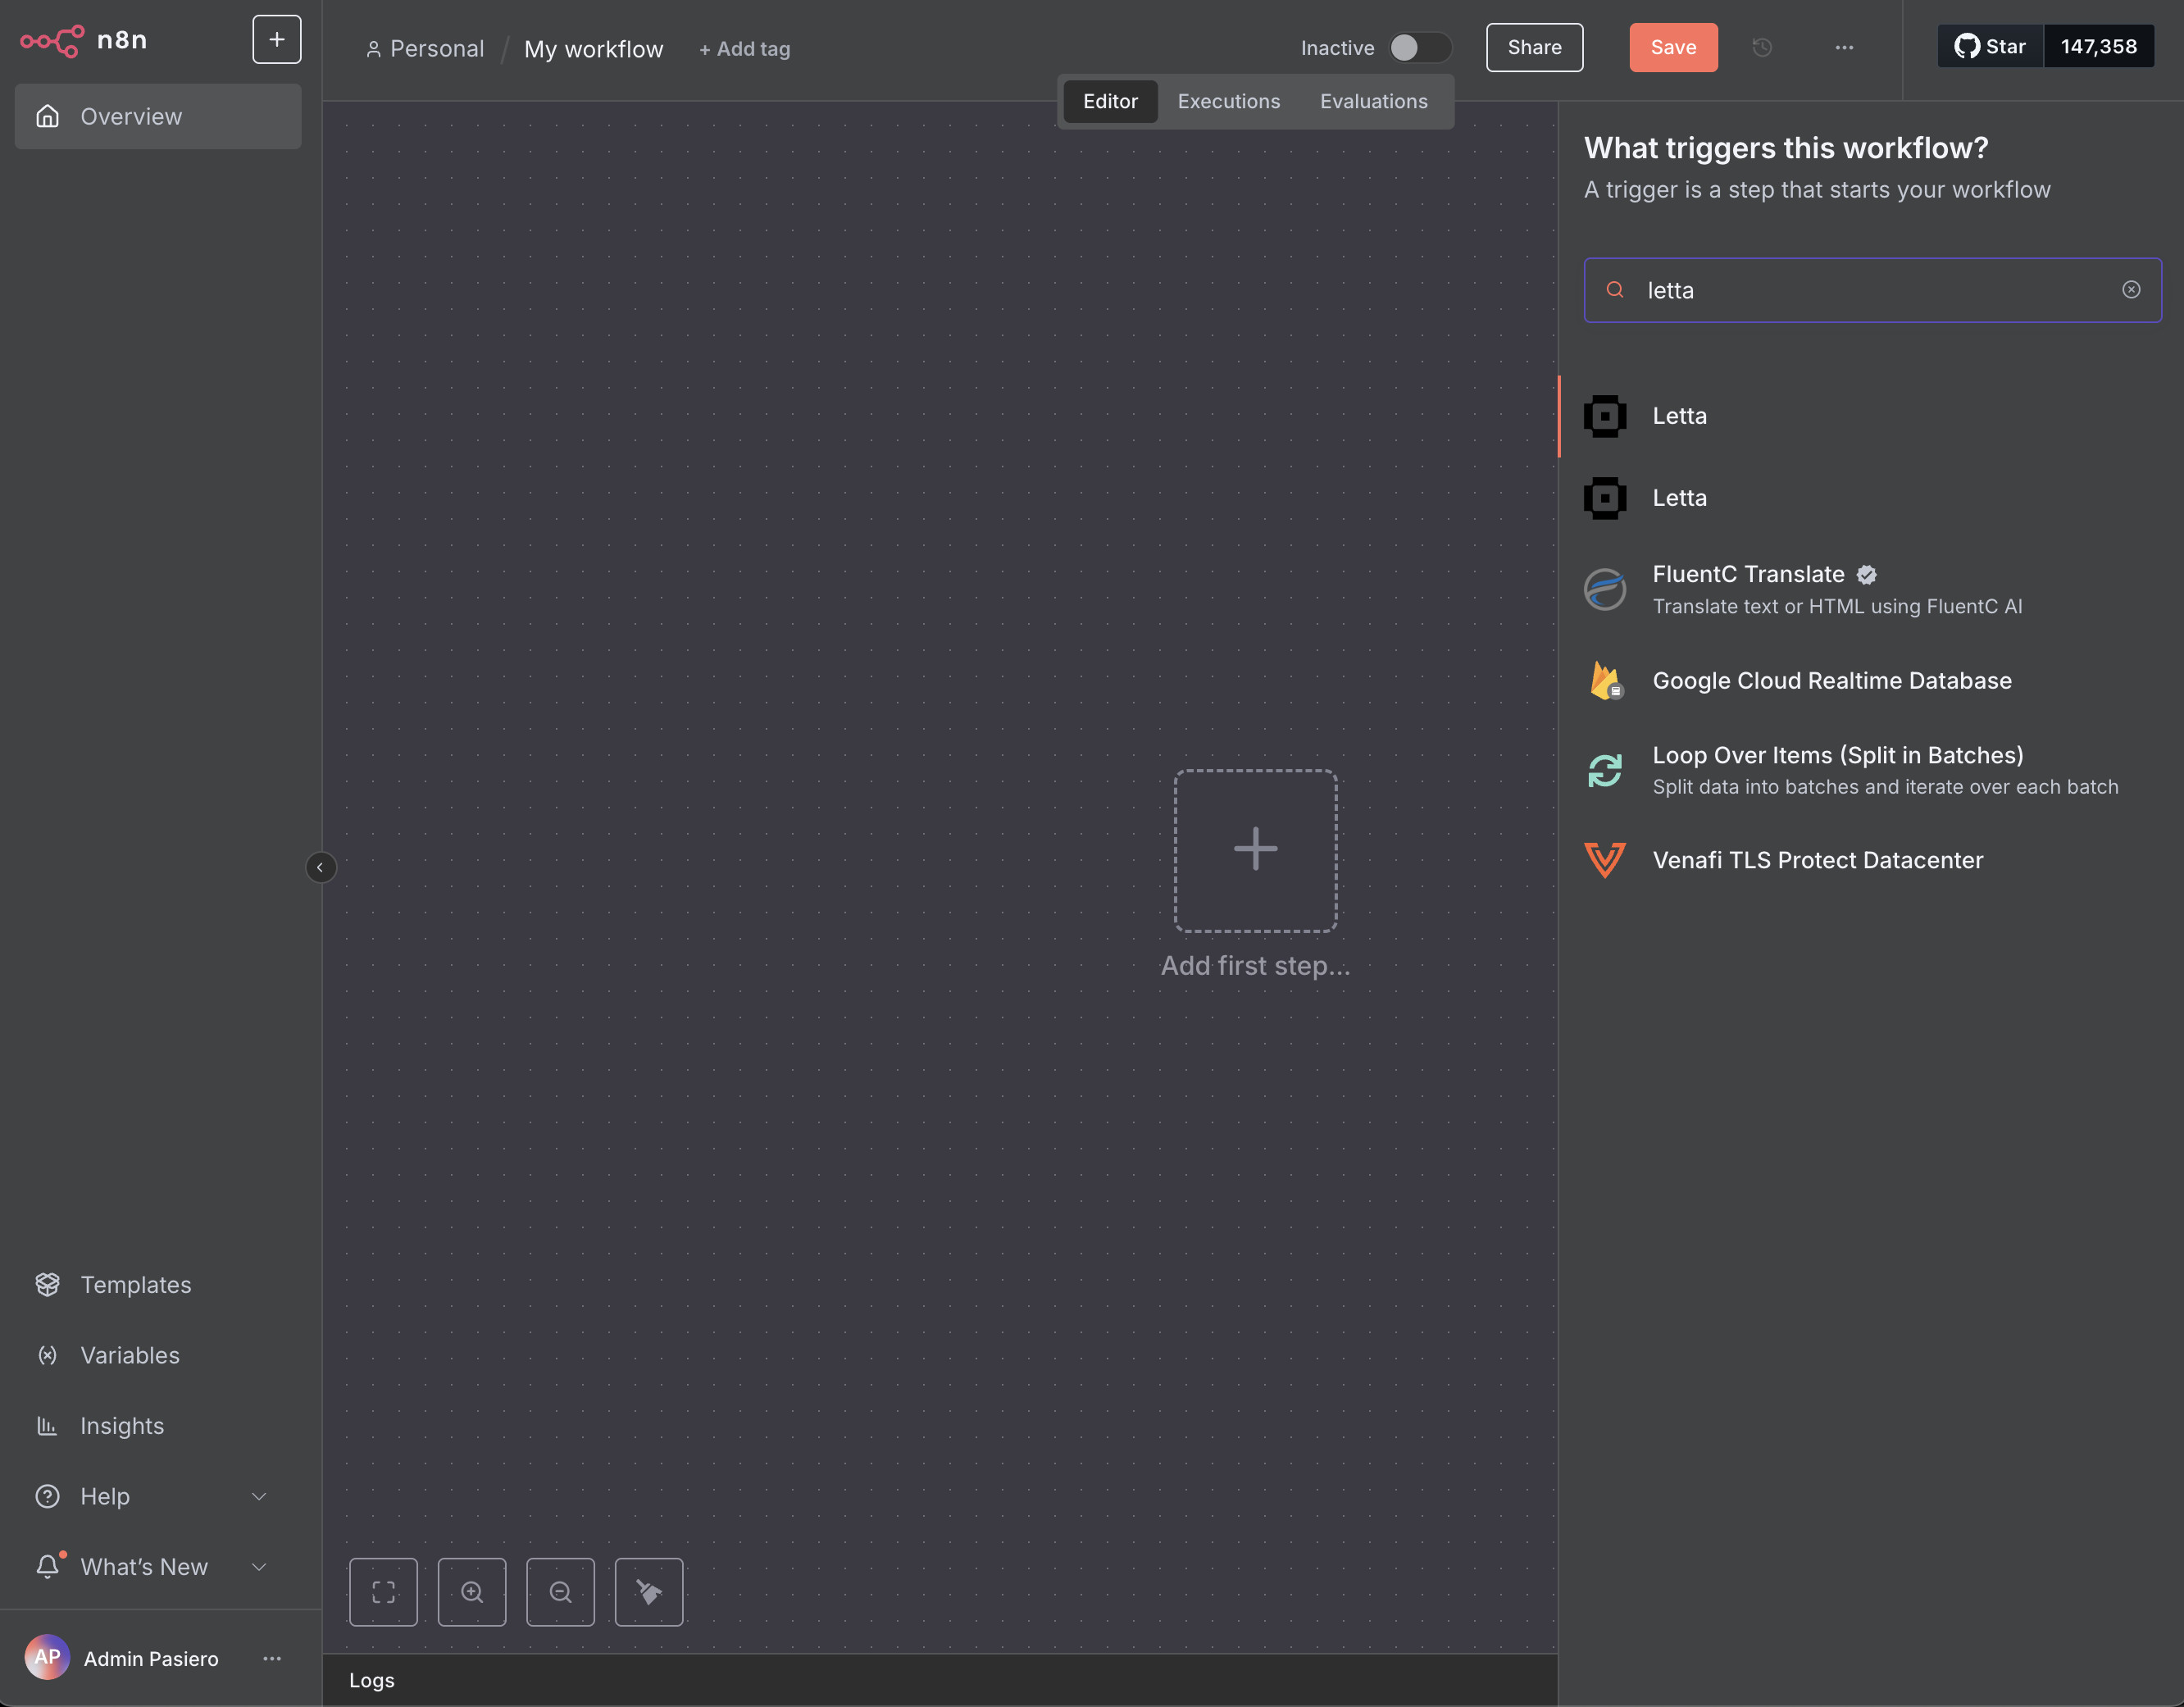 n8n
+
Overview
Personal / My workflow + Add tag
Inactive
Share
Save
Star 147,358
Editor Executions Evaluations
What triggers this workflow?
A trigger is a step that starts your workflow
letta
Letta
Letta
FluentC Translate
Translate text or HTML using FluentC AI
Google Cloud Realtime Database
Loop Over Items (Split in Batches)
Split data into batches and iterate over each batch
Venafi TLS Protect Datacenter
Add first step...
Templates
Variables
Insights
Help
What's New
AP Admin Pasiero
Logs